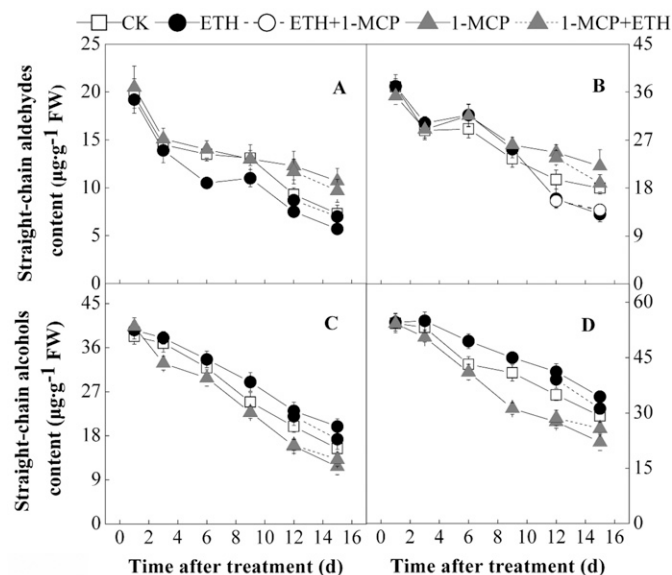 CK ETH ETH+1-MCP 1-MCP 1-MCP+ETH
Straight-chain aldehydes
content (µg·g⁻¹ FW)
25
20
15
10
5
0
A
B
45
36
27
18
9
0
Straight-chain alcohols
content (µg·g⁻¹ FW)
45
36
27
18
9
0
C
D
60
45
30
15
0
0 2 4 6 8 10 12 14 16
0 2 4 6 8 10 12 14 16
Time after treatment (d)
Time after treatment (d)